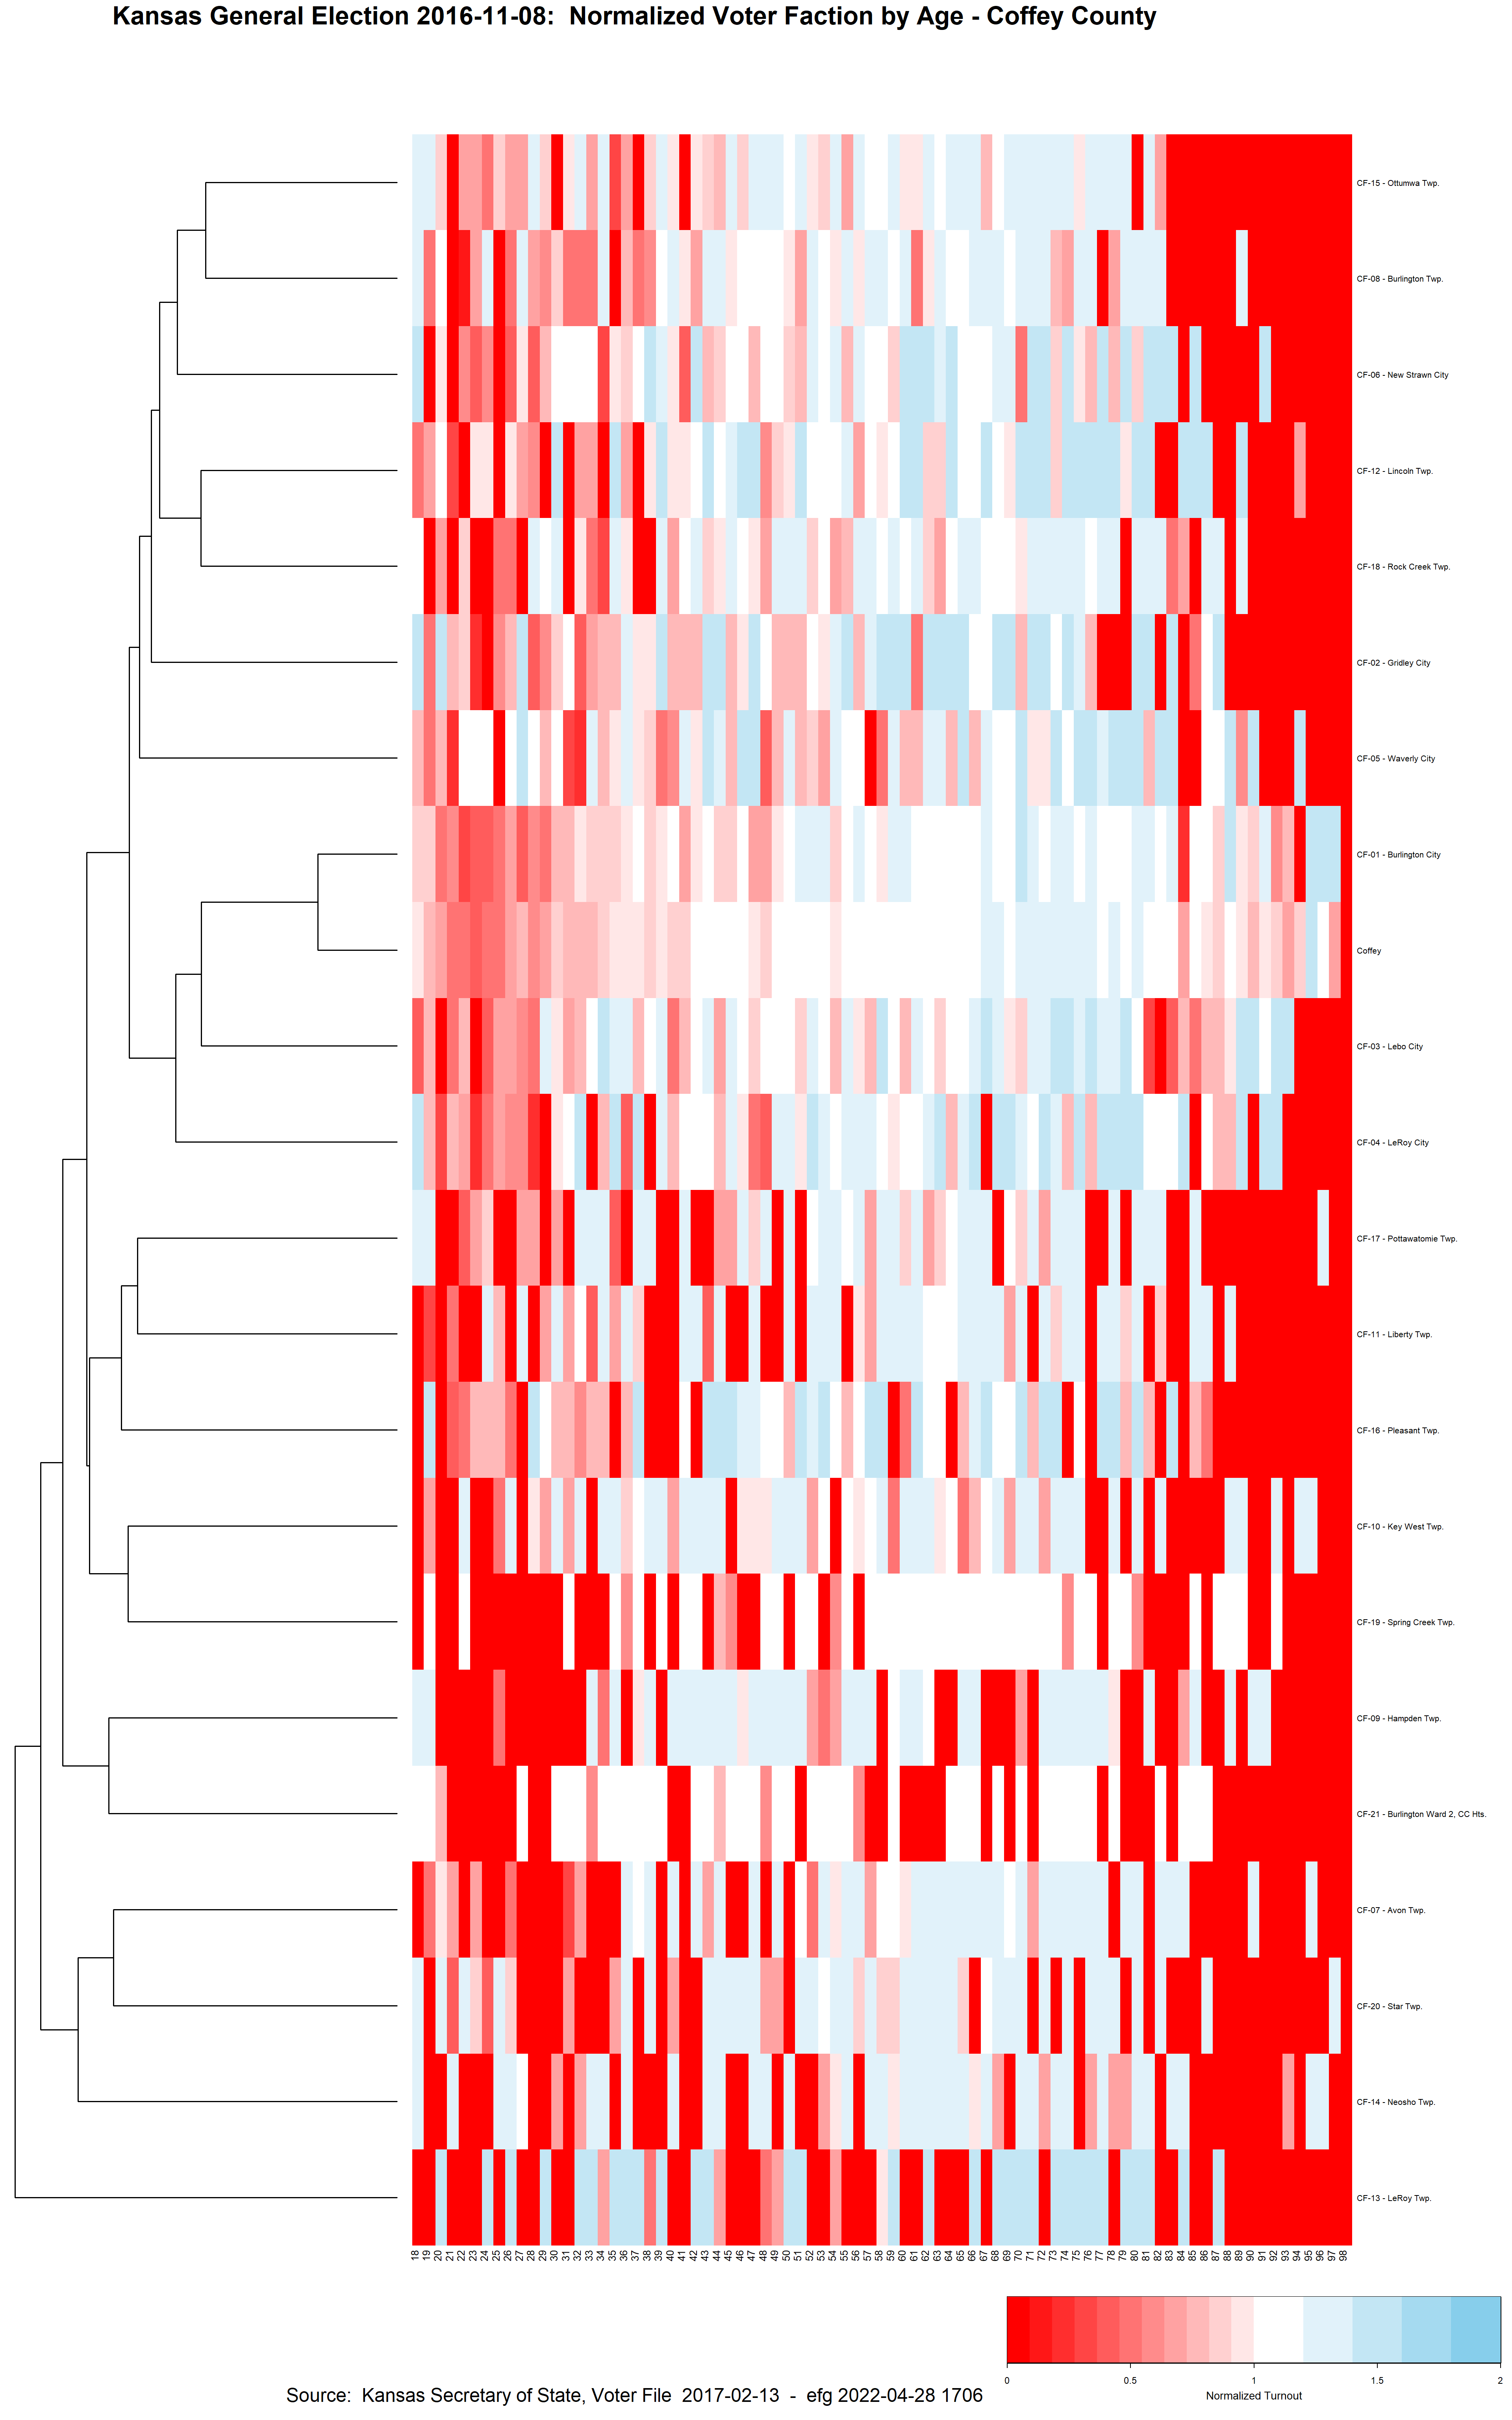 Kansas General Election 2016-11-08:  Normalized Voter Faction by Age - Coffey County
CF-15 - Ottumwa Twp.
CF-08 - Burlington Twp.
CF-06 - New Strawn City
CF-12 - Lincoln Twp.
CF-18 - Rock Creek Twp.
CF-02 - Gridley City
CF-05 - Waverly City
CF-01 - Burlington City
Coffey
CF-03 - Lebo City
CF-04 - LeRoy City
CF-17 - Pottawatomie Twp.
CF-11 - Liberty Twp.
CF-16 - Pleasant Twp.
CF-10 - Key West Twp.
CF-19 - Spring Creek Twp.
CF-09 - Hampden Twp.
CF-21 - Burlington Ward 2, CC Hts.
CF-07 - Avon Twp.
CF-20 - Star Twp.
CF-14 - Neosho Twp.
CF-13 - LeRoy Twp.
18 19 20 21 22 23 24 25 26 27 28 29 30 31 32 33 34 35 36 37 38 39 40 41 42 43 44 45 46 47 48 49 50 51 52 53 54 55 56 57 58 59 60 61 62 63 64 65 66 67 68 69 70 71 72 73 74 75 76 77 78 79 80 81 82 83 84 85 86 87 88 89 90 91 92 93 94 95 96 97 98
0 0.5 1 1.5 2
Normalized Turnout
Source:  Kansas Secretary of State, Voter File  2017-02-13  -  efg 2022-04-28 1706